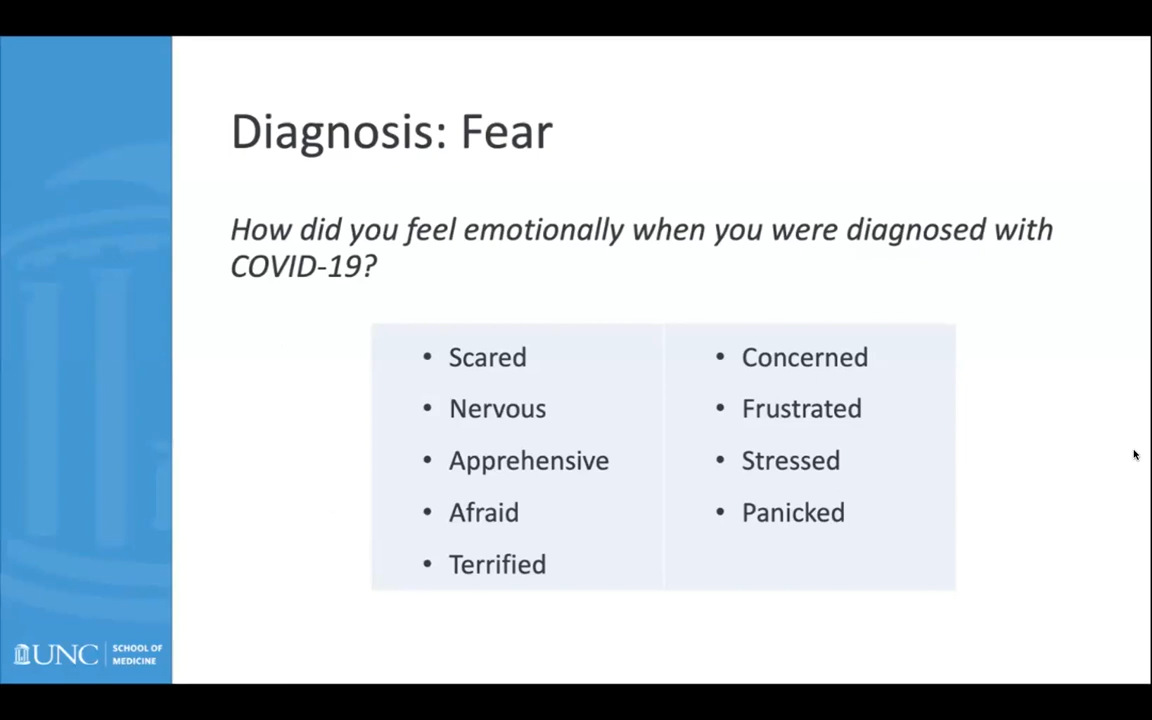 Diagnosis: Fear
How did you feel emotionally when you were diagnosed with
COVID-19?
• Scared
• Nervous
• Apprehensive
• Afraid
• Terrified
• Concerned
• Frustrated
• Stressed
• Panicked
UNC
SCHOOL OF
MEDICINE